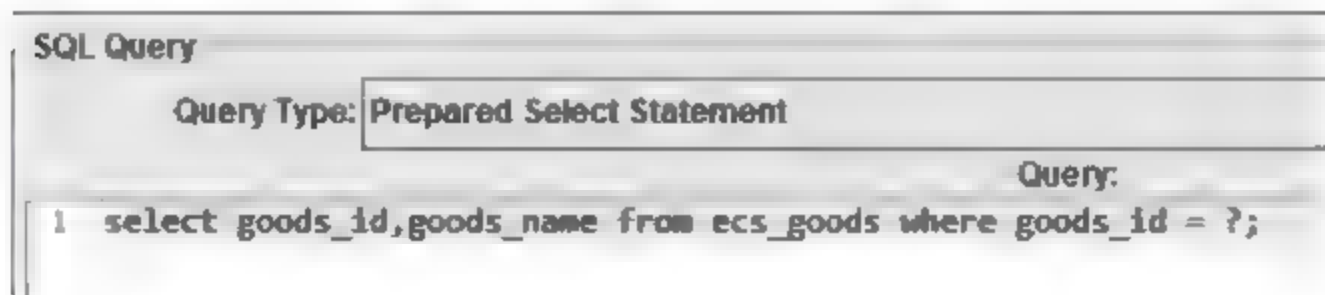 SQL Query
Query Type: Prepared Select Statement
Query:
1 select goods_id,goods_name from ecs_goods where goods_id = ?;